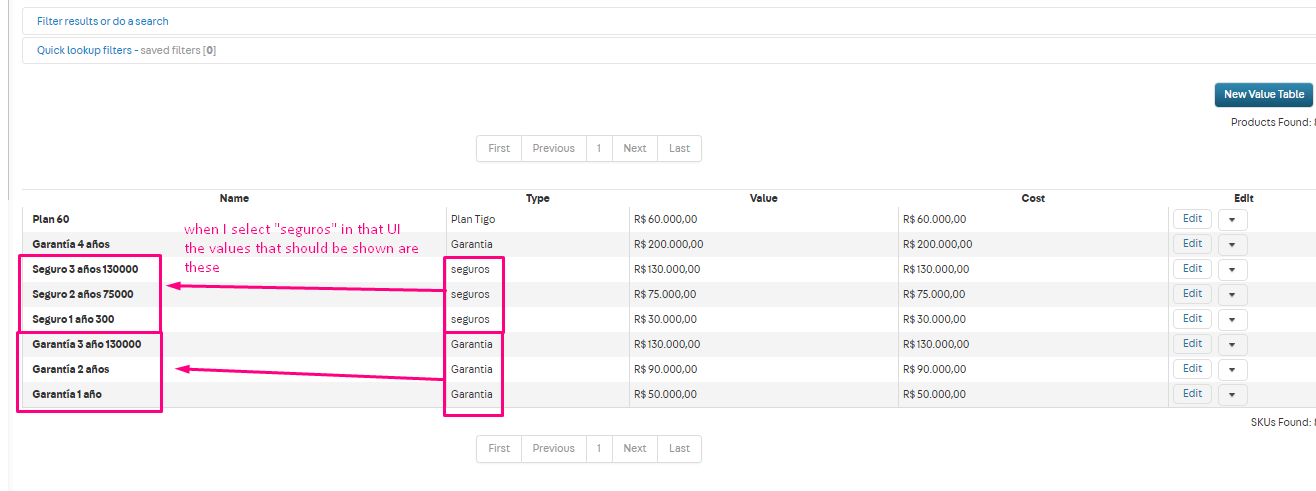 Filter results or do a search
Quick lookup filters - saved filters [0]
New Value Table
Products Found:
First Previous 1 Next Last
Name Type Value Cost Edit
Plan 60 Plan Tigo R$ 60.000,00 R$ 60.000,00 Edit
Garantía 4 años Garantia R$ 200.000,00 R$ 200.000,00 Edit
Seguro 3 años 130000 seguros R$ 130.000,00 R$ 130.000,00 Edit
Seguro 2 años 75000 seguros R$ 75.000,00 R$ 75.000,00 Edit
Seguro 1 año 300 seguros R$ 30.000,00 R$ 30.000,00 Edit
Garantía 3 año 130000 Garantia R$ 130.000,00 R$ 130.000,00 Edit
Garantía 2 años Garantia R$ 90.000,00 R$ 90.000,00 Edit
Garantía 1 año Garantia R$ 50.000,00 R$ 50.000,00 Edit
when I select "seguros" in that UI
the values that should be shown are
these
SKUs Found:
First Previous 1 Next Last